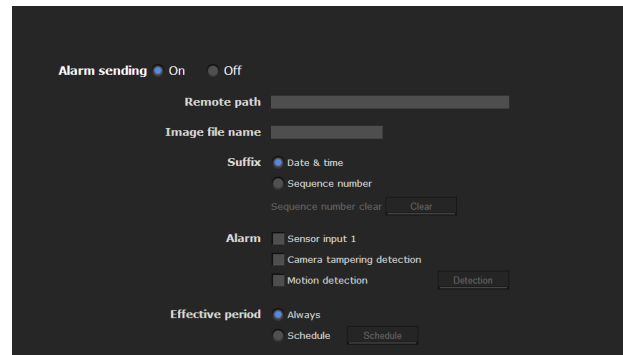 Alarm sending On Off
Remote path
Image file name
Suffix Date & time
Sequence number
Sequence number clear Clear
Alarm Sensor input 1
Camera tampering detection
Motion detection Detection
Effective period Always
Schedule Schedule